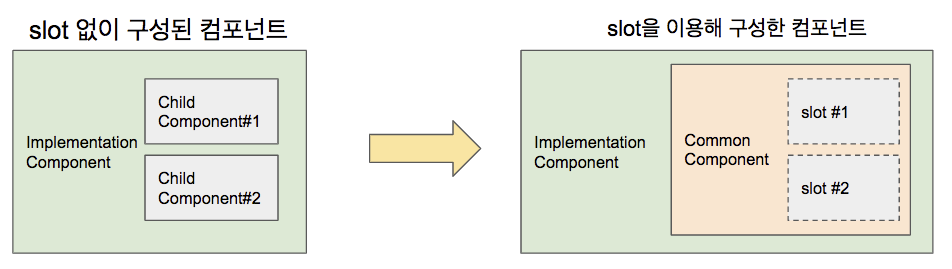 slot 없이 구성된 컴포넌트
slot을 이용해 구성한 컴포넌트
Implementation
Component
Child
Component#1
Child
Component#2
Implementation
Component
Common
Component
slot #1
slot #2